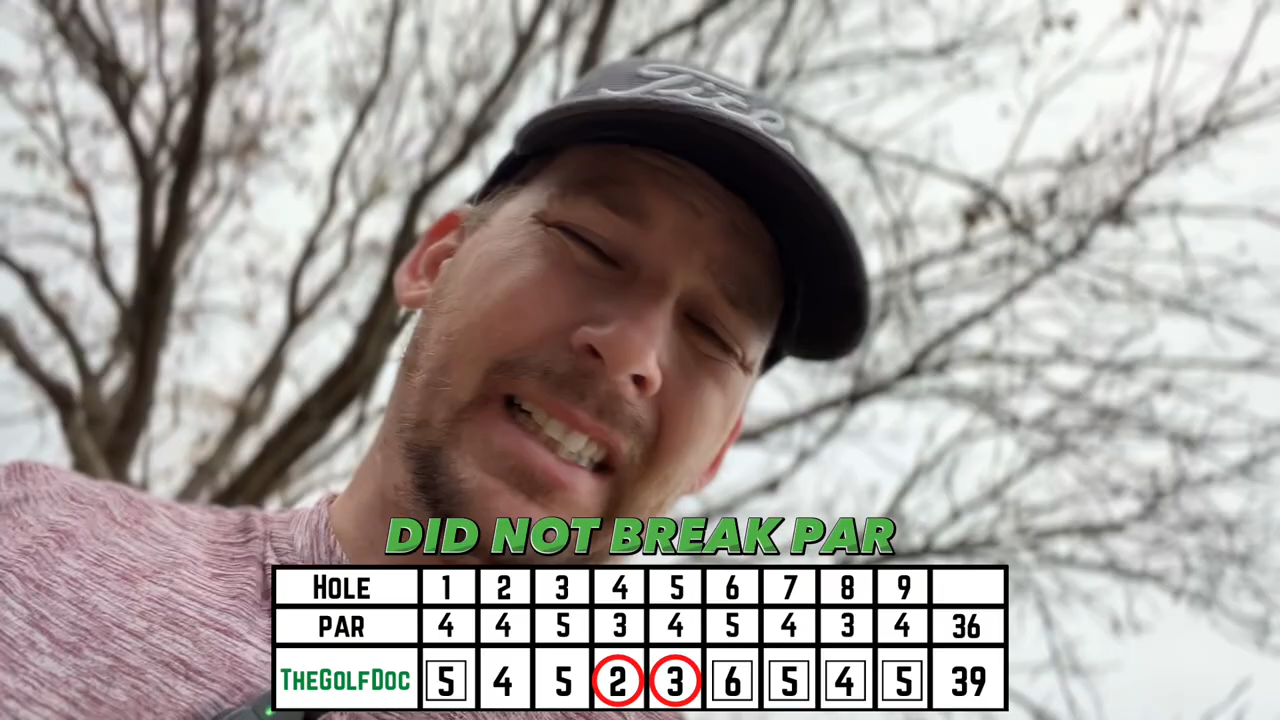 Titleist
DID NOT BREAK PAR
HOLE 1 2 3 4 5 6 7 8 9
PAR 4 4 5 3 4 5 4 3 4 36
THEGOLFDOC 5 4 5 2 3 6 5 4 5 39